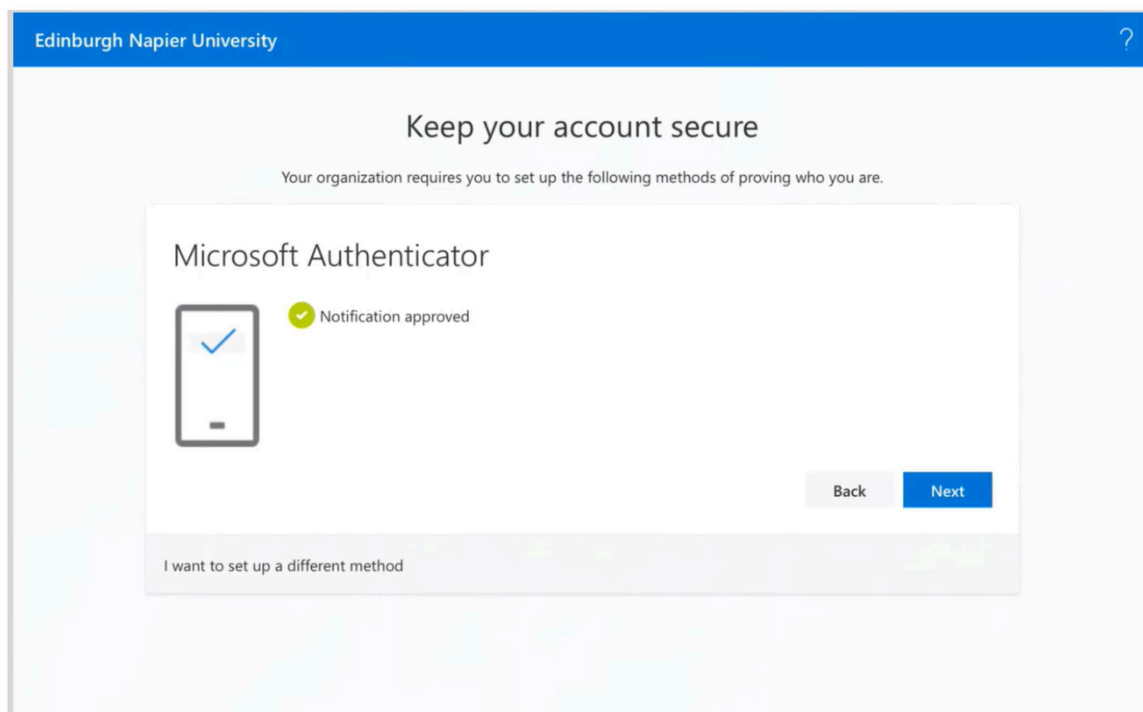 Edinburgh Napier University
?
Keep your account secure
Your organization requires you to set up the following methods of proving who you are.
Microsoft Authenticator
Notification approved
Back
Next
I want to set up a different method